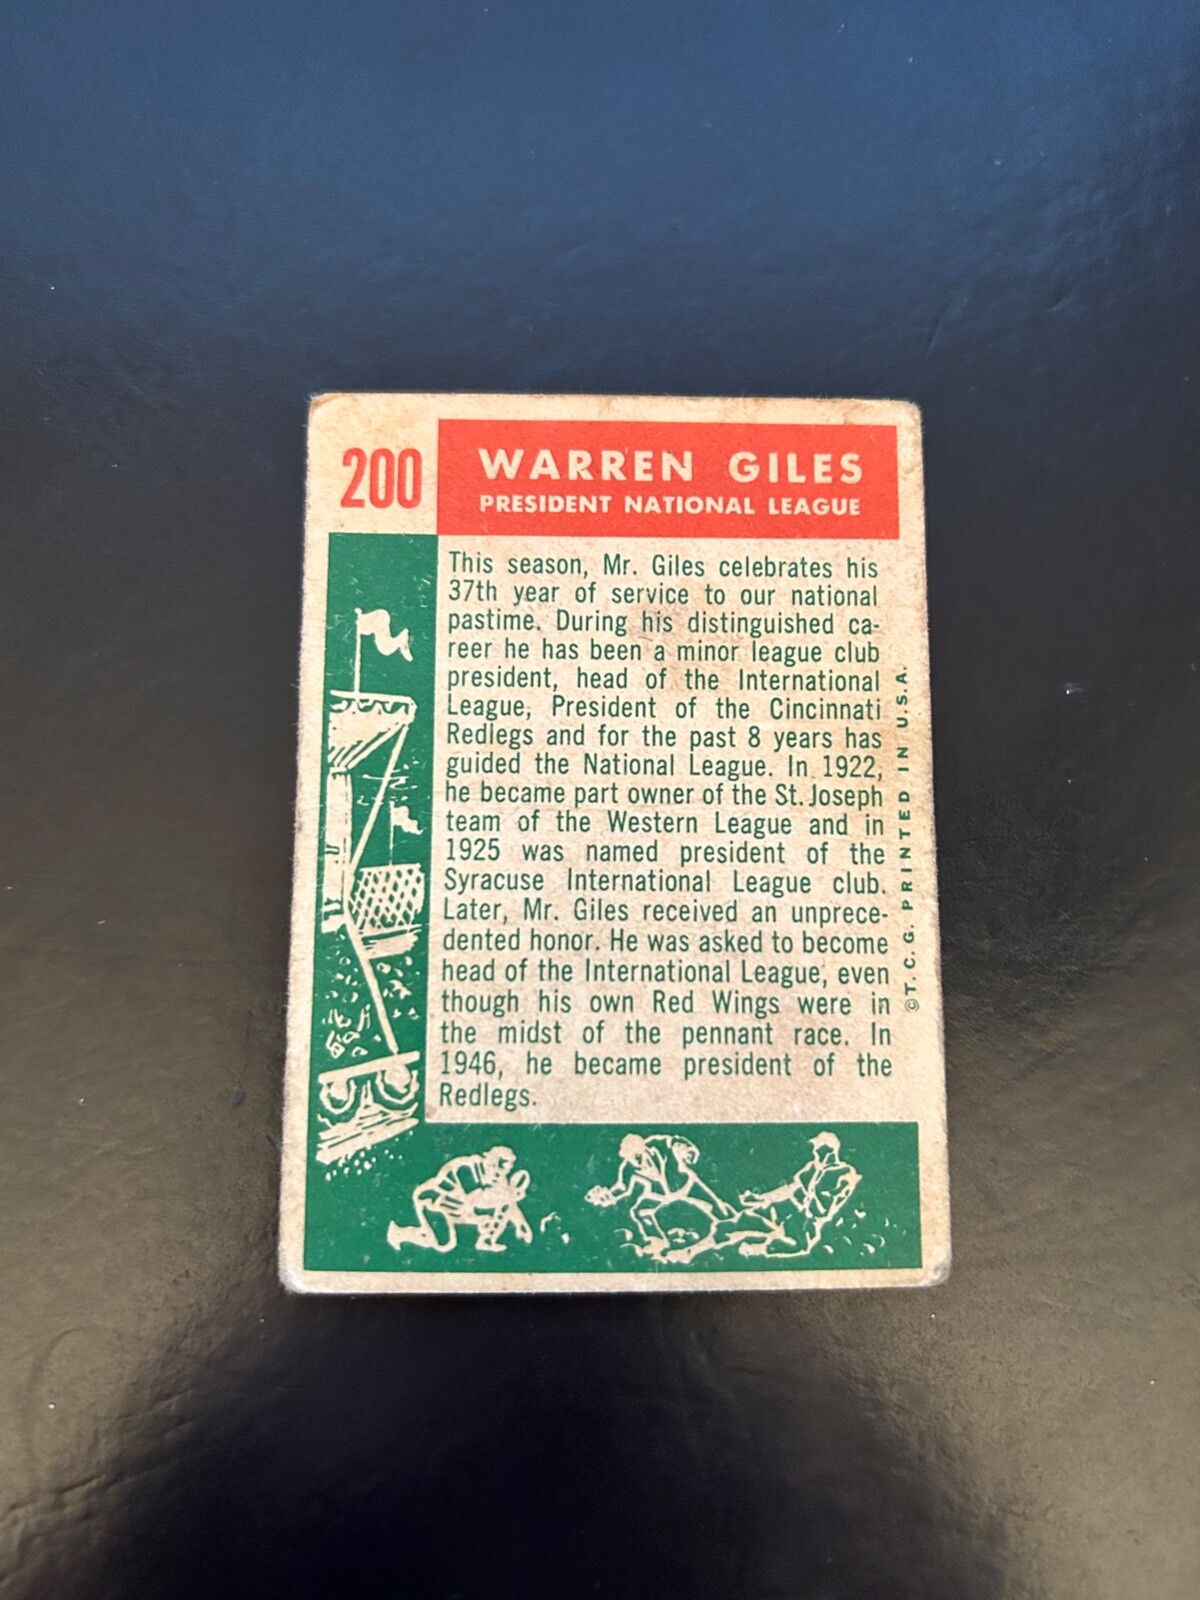 200
WARREN GILES
PRESIDENT NATIONAL LEAGUE
This season, Mr. Giles celebrates his
37th year of service to our national
pastime. During his distinguished ca-
reer he has been a minor league club
president, head of the International
League, President of the Cincinnati
Redlegs and for the past 8 years has
guided the National League. In 1922,
he became part owner of the St. Joseph
team of the Western League and in
1925 was named president of the
Syracuse International League club.
Later, Mr. Giles received an unprece-
dented honor. He was asked to become
head of the International League, even
though his own Red Wings were in
the midst of the pennant race. In
1946, he became president of the
Redlegs.
©T.C.G. PRINTED IN U.S.A.